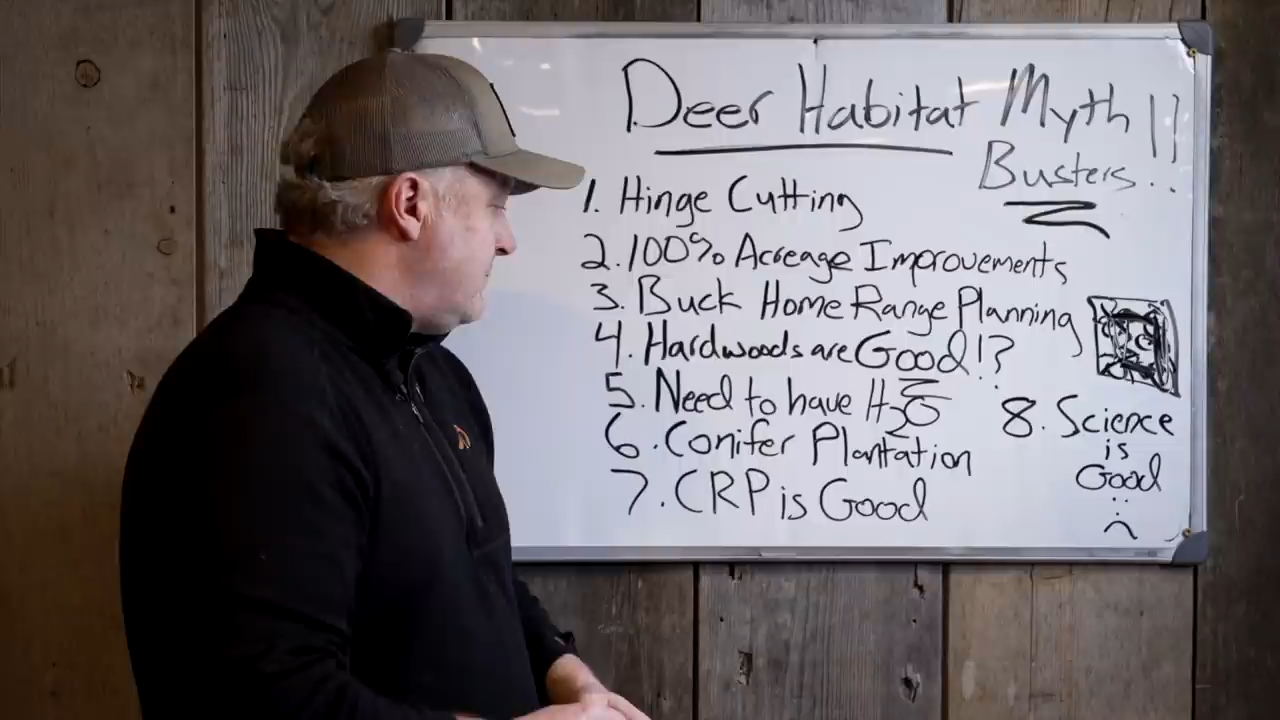 Deer Habitat Myth!!
Busters..
1. Hinge Cutting
2. 100% Acreage Improvements
3. Buck Home Range Planning
4. Hardwoods are Good!?
5. Need to have H2O
6. Conifer Plantation
7. CRP is Good
8. Science
is
Good